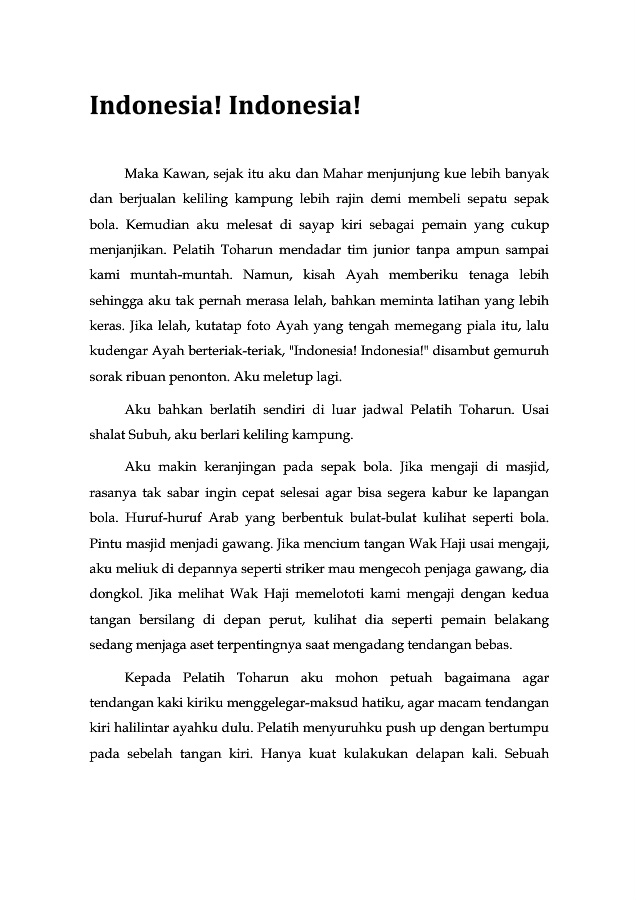 Indonesia! Indonesia!
Maka Kawan, sejak itu aku dan Mahar menjunjung kue lebih banyak
dan berjualan keliling kampung lebih rajin demi membeli sepatu sepak
bola. Kemudian aku melesat di sayap kiri sebagai pemain yang cukup
menjanjikan. Pelatih Toharun mendadar tim junior tanpa ampun sampai
kami muntah-muntah. Namun, kisah Ayah memberiku tenaga lebih
sehingga aku tak pernah merasa lelah, bahkan meminta latihan yang lebih
keras. Jika lelah, kutatap foto Ayah yang tengah memegang piala itu, lalu
kudengar Ayah berteriak-teriak, "Indonesia! Indonesia!" disambut gemuruh
sorak ribuan penonton. Aku meletup lagi.
Aku bahkan berlatih sendiri di luar jadwal Pelatih Toharun. Usai
shalat Subuh, aku berlari keliling kampung.
Aku makin keranjingan pada sepak bola. Jika mengaji di masjid,
rasanya tak sabar ingin cepat selesai agar bisa segera kabur ke lapangan
bola. Huruf-huruf Arab yang berbentuk bulat-bulat kulihat seperti bola.
Pintu masjid menjadi gawang. Jika mencium tangan Wak Haji usai mengaji,
aku meliuk di depannya seperti striker mau mengecoh penjaga gawang, dia
dongkol. Jika melihat Wak Haji memelototi kami mengaji dengan kedua
tangan bersilang di depan perut, kulihat dia seperti pemain belakang
sedang menjaga aset terpentingnya saat mengadang tendangan bebas.
Kepada Pelatih Toharun aku mohon petuah bagaimana agar
tendangan kaki kiriku menggelegar-maksud hatiku, agar macam tendangan
kiri halilintar ayahku dulu. Pelatih menyuruhku push up dengan bertumpu
pada sebelah tangan kiri. Hanya kuat kulakukan delapan kali. Sebuah